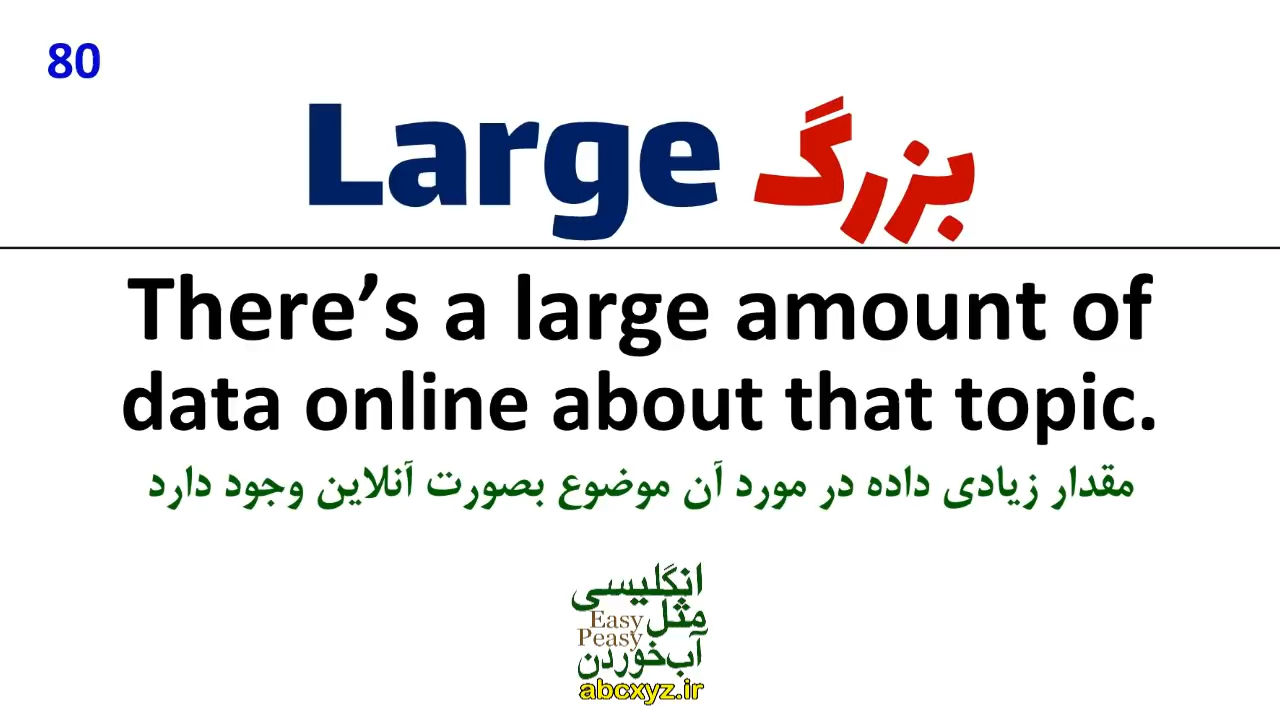 80
Large بزرگ
There’s a large amount of
data online about that topic.
مقدار زیادی داده در مورد آن موضوع بصورت آنلاین وجود دارد
انگلیسی
مثل
Easy
Peasy
آب‌خوردن
abcxyz.ir